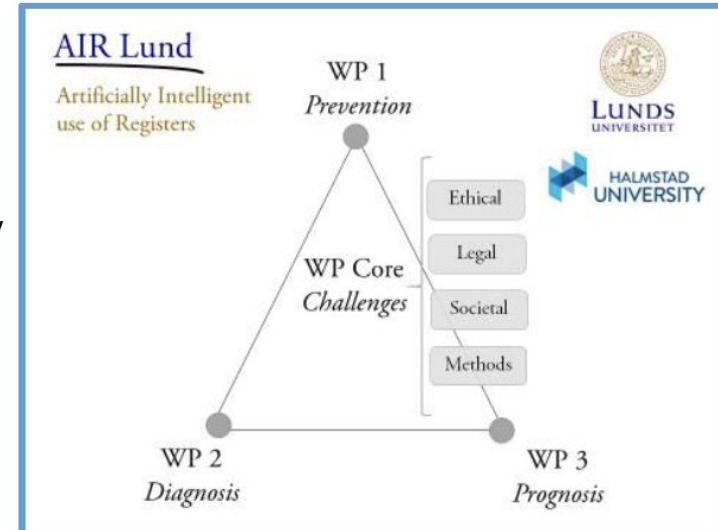 AIR Lund
Artificially Intelligent
use of Registers
WP 1
Prevention
LUNDS
UNIVERSITET
HALMSTAD
UNIVERSITY
WP Core
Challenges
Ethical
Legal
Societal
Methods
WP 2
Diagnosis
WP 3
Prognosis